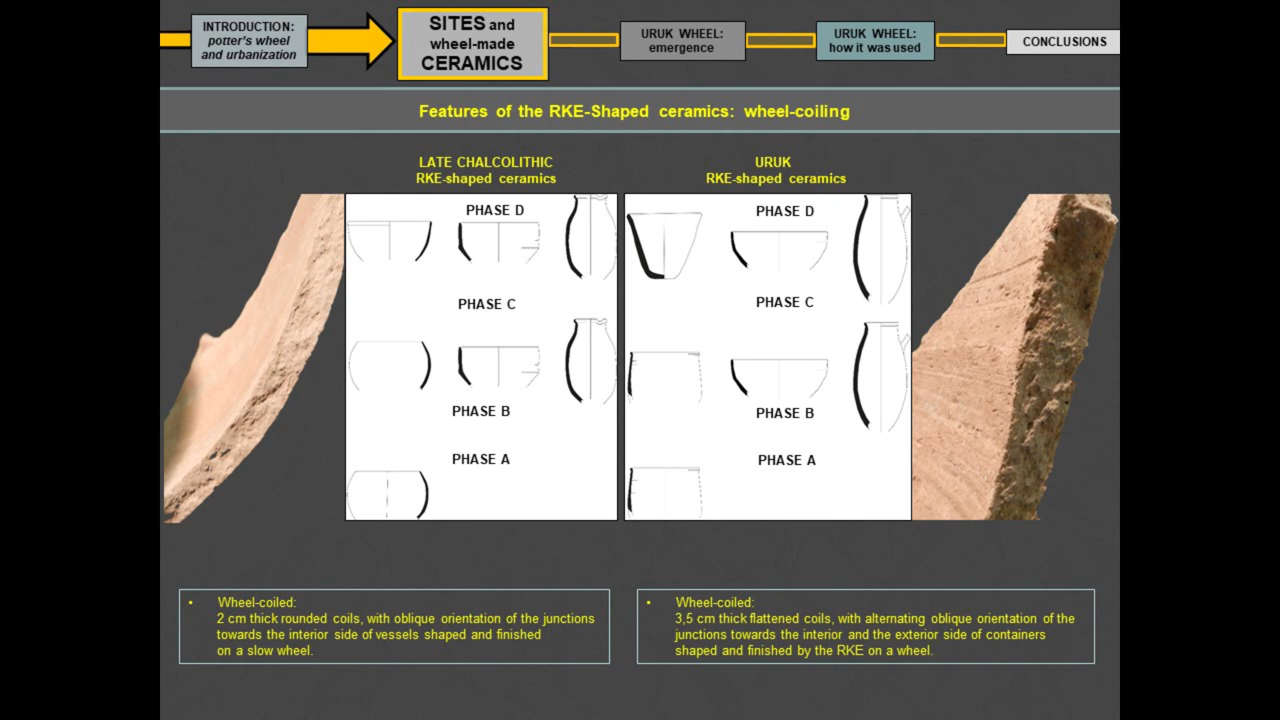 INTRODUCTION:
potter's wheel
and urbanization
SITES and
wheel-made
CERAMICS
URUK WHEEL:
emergence
URUK WHEEL:
how it was used
CONCLUSIONS
Features of the RKE-Shaped ceramics: wheel-coiling
LATE CHALCOLITHIC
RKE-shaped ceramics
PHASE D
PHASE C
PHASE B
PHASE A
URUK
RKE-shaped ceramics
PHASE D
PHASE C
PHASE B
PHASE A
• Wheel-coiled:
2 cm thick rounded coils, with oblique orientation of the junctions
towards the interior side of vessels shaped and finished
on a slow wheel.
• Wheel-coiled:
3,5 cm thick flattened coils, with alternating oblique orientation of the
junctions towards the interior and the exterior side of containers
shaped and finished by the RKE on a wheel.